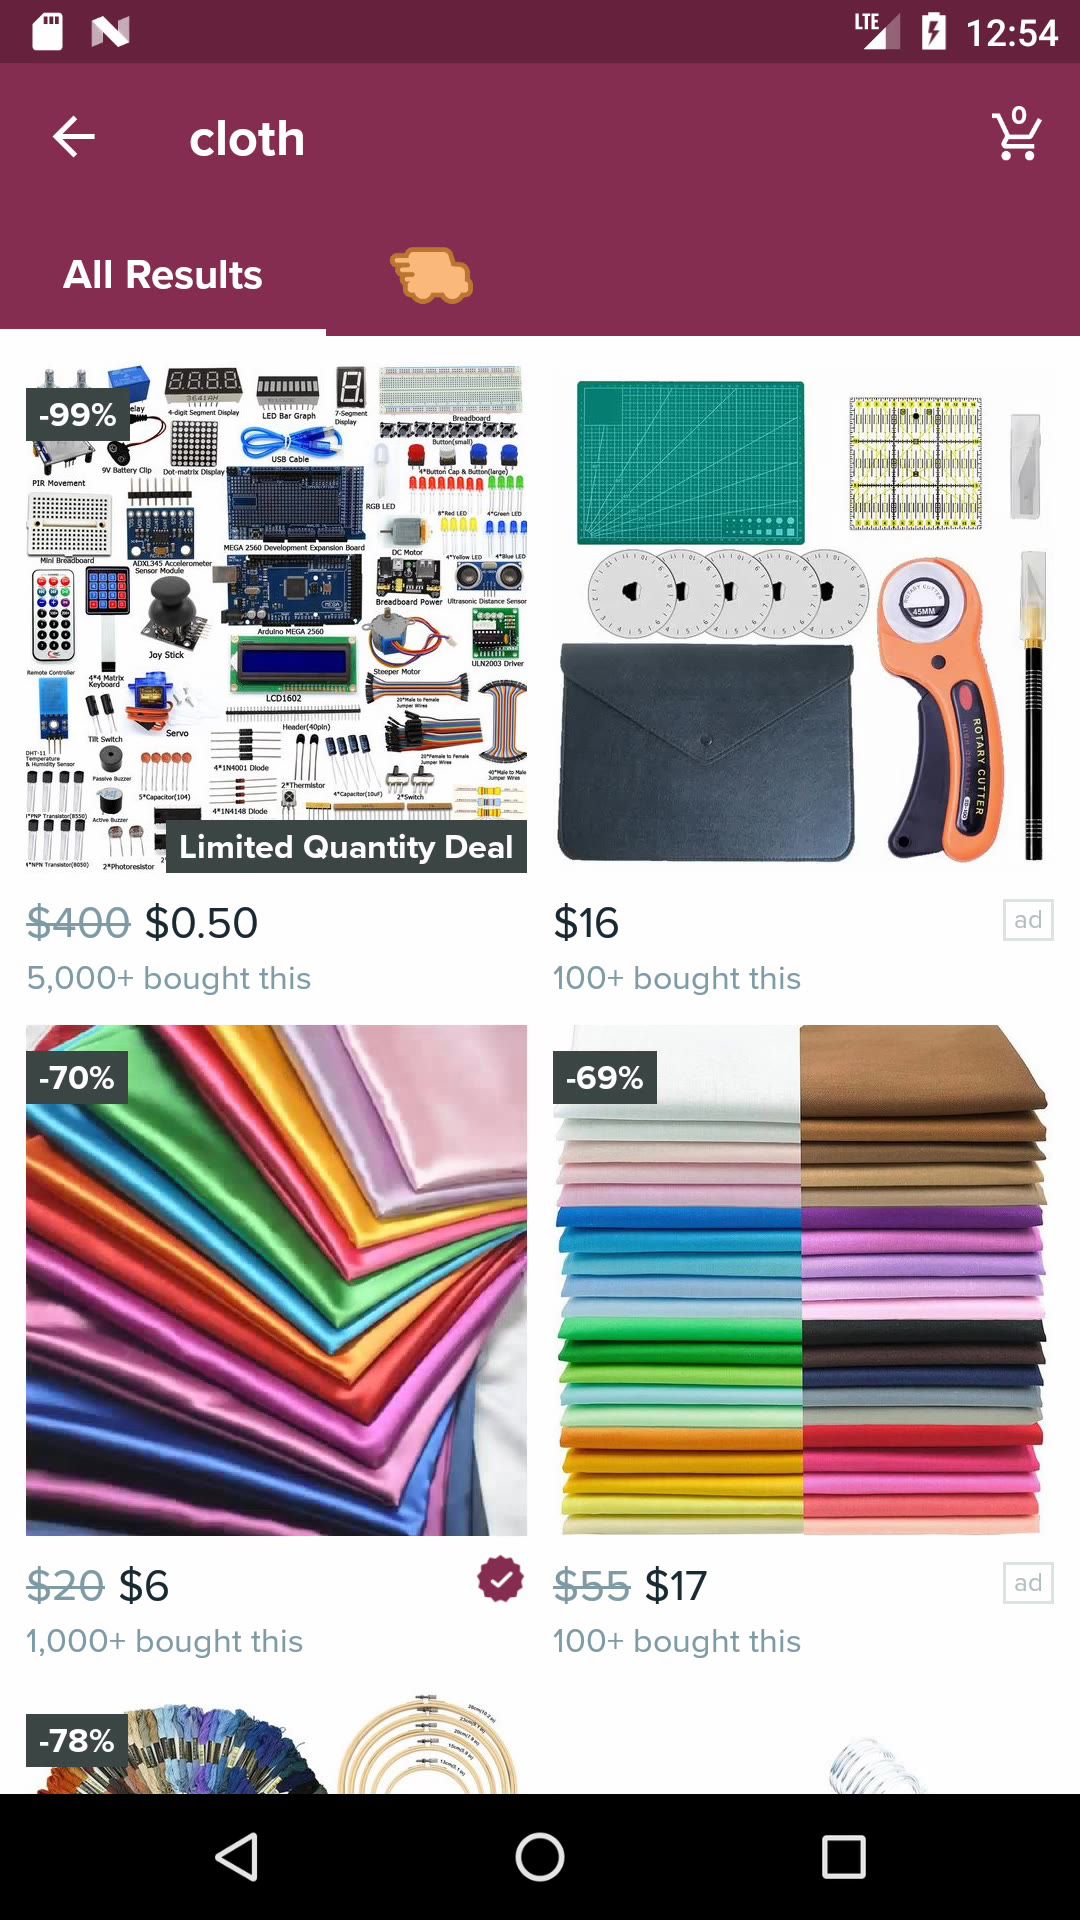 LTE
12:54
cloth
0
All Results
-99%
4-digit Segment Display
LED Bar Graph
7-Segment
Display
Breadboard
Button(small)
9V Battery Clip
Dot-matrix Display
USB Cable
4*Button Cap & Button(large)
PIR Movement
RGB LED
8*Red LED
4*Green LED
Mini Breadboard
MEGA 2560 Development Expansion Board
DC Motor
4*Yellow LED
4*Blue LED
ADXL345 Accelerometer
Sensor Module
Breadboard Power
Ultrasonic Distance Sensor
Joy Stick
Arduino MEGA 2560
Remote Controller
4*4 Matrix
Keyboard
LCD1602
Steeper Motor
ULN2003 Driver
20*Male to Female
Jumper Wires
Tilt Switch
Servo
Header(40pin)
DHT-11
Temperature
& Humidity Sensor
Passive Buzzer
5*Capacitor(104)
4*1N4001 Diode
2*Thermistor
4*Capacitor(10uF)
20*Female to Female
Jumper Wires
2*Switch
40*Male to Male
Jumper Wires
Active Buzzer
4*1N4148 Diode
2*Photoresistor
Limited Quantity Deal
ROTARY CUTTER
45MM
ROTARY CUTTER
$400 $0.50
5,000+ bought this
$16
ad
100+ bought this
-70%
-69%
$20 $6
1,000+ bought this
$55 $17
ad
100+ bought this
-78%